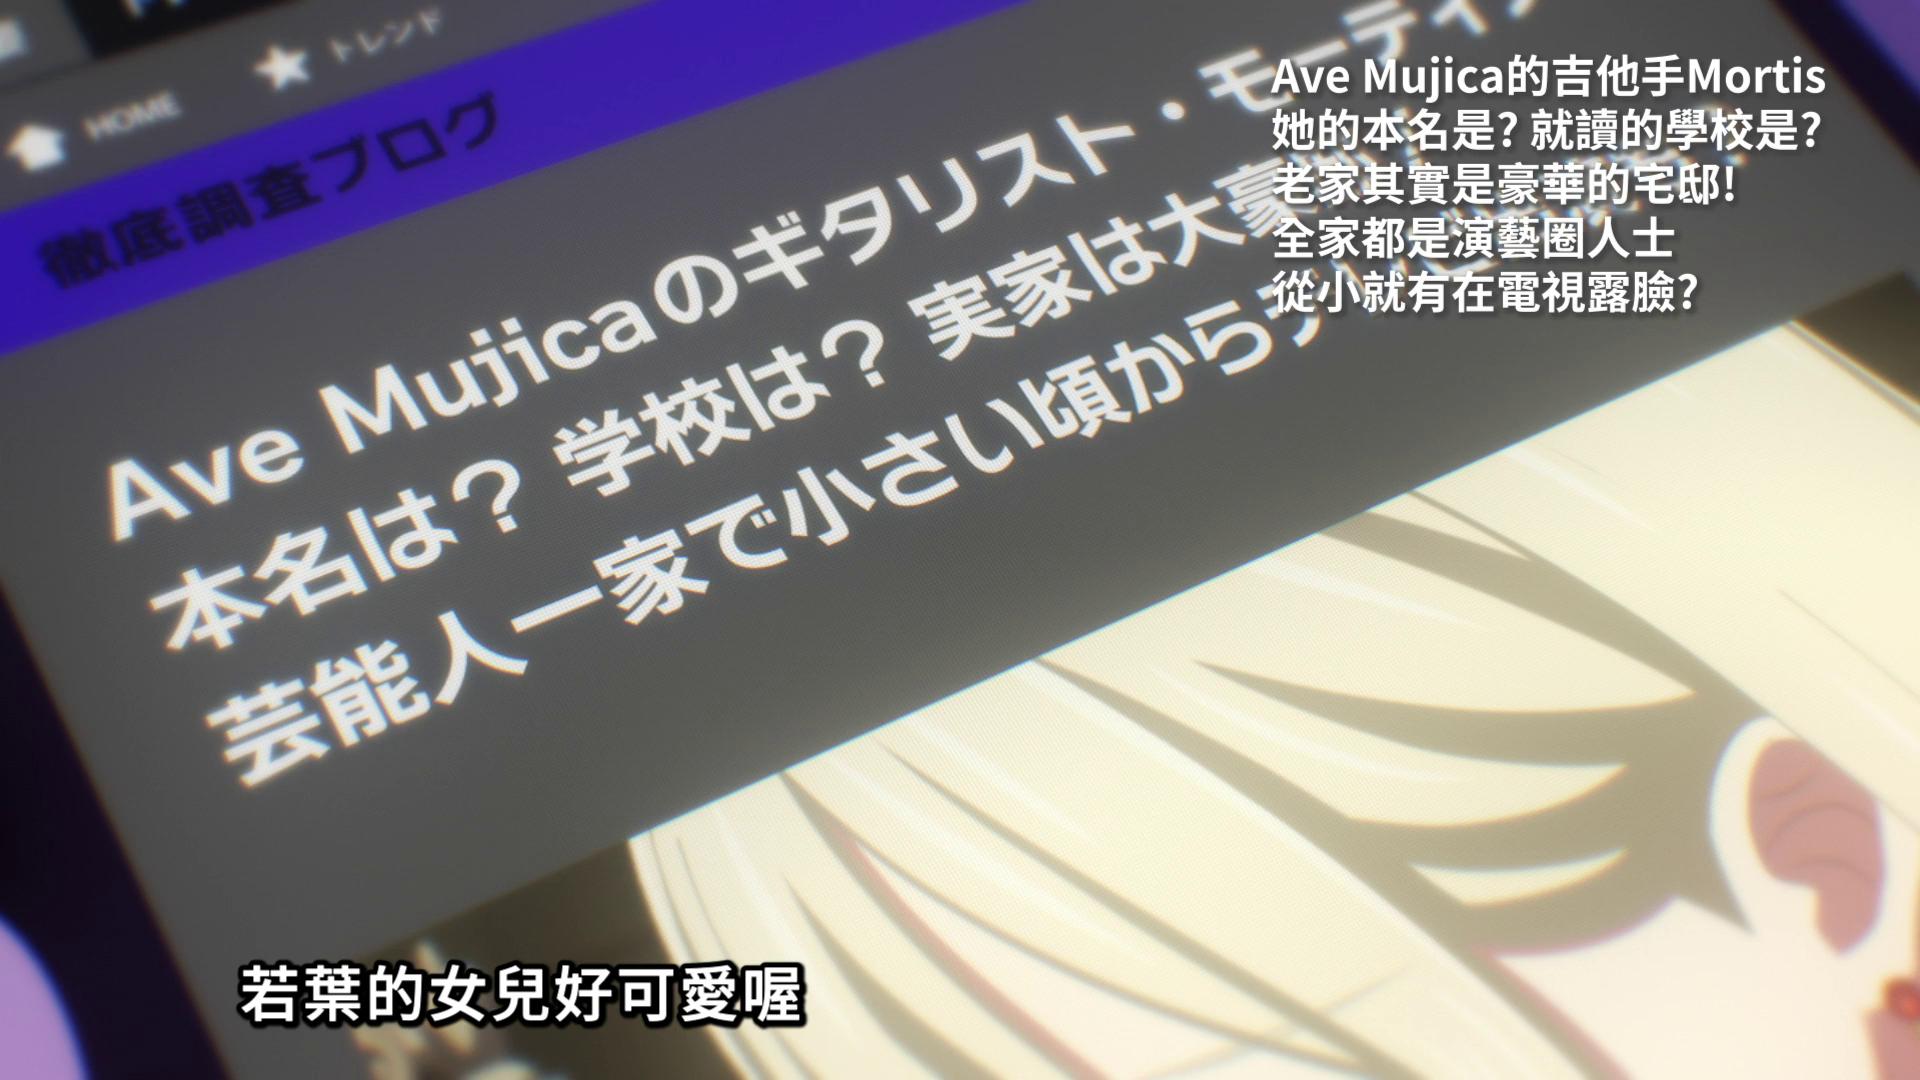 HOME
トレンド
徹底調査ブログ
Ave Mujicaのギタリスト・モーティ
本名は？ 学校は？ 実家は大豪
芸能人一家で小さい頃からテ
Ave Mujica的吉他手Mortis
她的本名是? 就讀的學校是?
老家其實是豪華的宅邸!
全家都是演藝圈人士
從小就有在電視露臉?
若葉的女兒好可愛喔